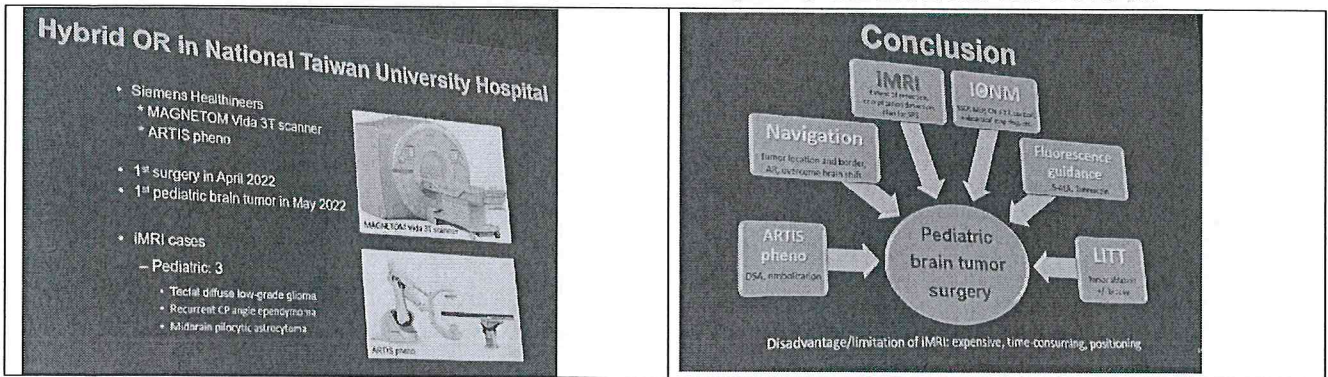 Hybrid OR in National Taiwan University Hospital
• Siemens Healthineers
* MAGNETOM Vida 3T scanner
* ARTIS pheno
• 1st surgery in April 2022
• 1st pediatric brain tumor in May 2022
• iMRI cases
– Pediatric: 3
• Tectal diffuse low-grade glioma
• Recurrent CP angle ependymoma
• Midbrain pilocytic astrocytoma
MAGNETOM Vida 3T scanner
ARTIS pheno
Conclusion
iMRI
IONM
Navigation
Tumor location and border,
AR, overcome brain shift
Fluorescence
guidance
5-ALA,
ARTIS
pheno
DSA, embolization
Pediatric
brain tumor
surgery
LITT
Disadvantage/limitation of iMRI: expensive, time-consuming, positioning